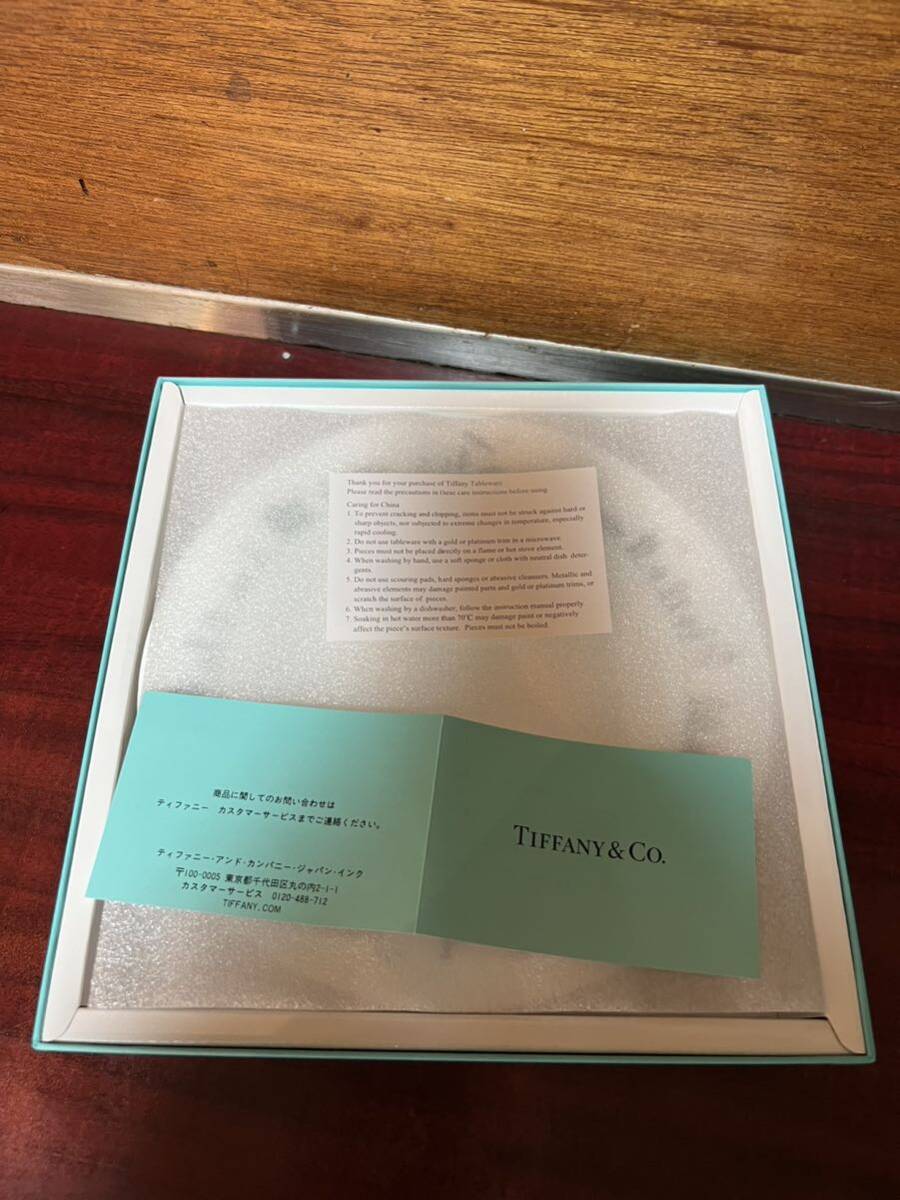 Thank you for your purchase of Tiffany Tableware.
Please read the precautions in these care instructions before using.
Caring for China
1. To prevent cracking and clopping, items must not be struck against hard or
sharp objects, nor subjected to extreme changes in temperature, especially
rapid cooling.
2. Do not use tableware with a gold or platinum trim in a microwave.
3. Pieces must not be placed directly on a flame or hot stove element.
4. When washing by hand, use a soft sponge or cloth with neutral dish deter-
gents.
5. Do not use scouring pads, hard sponges or abrasive cleansers. Metallic and
abrasive elements may damage painted parts and gold or platinum trims, or
scratch the surface of pieces.
6. When washing by a dishwasher, follow the instruction manual properly
7. Soaking in hot water more than 70℃ may damage paint or negatively
affect the piece's surface texture. Pieces must not be boiled.
商品に関してのお問い合わせは
ティファニー カスタマーサービスまでご連絡ください。
ティファニー・アンド・カンパニー・ジャパン・インク
〒100-0005 東京都千代田区丸の内2-1-1
カスタマーサービス 0120-488-712
TIFFANY.COM
TIFFANY & CO.